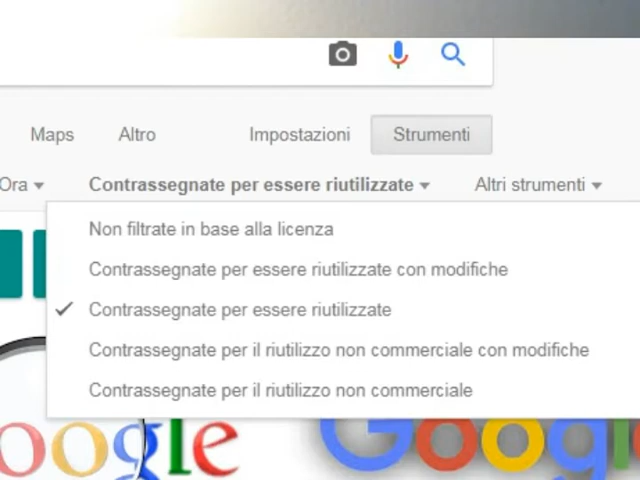 Maps Altro Impostazioni Strumenti
Ora Contrassegnate per essere riutilizzate Altri strumenti
Non filtrate in base alla licenza
Contrassegnate per essere riutilizzate con modifiche
Contrassegnate per essere riutilizzate
Contrassegnate per il riutilizzo non commerciale con modifiche
Contrassegnate per il riutilizzo non commerciale
oogle Google